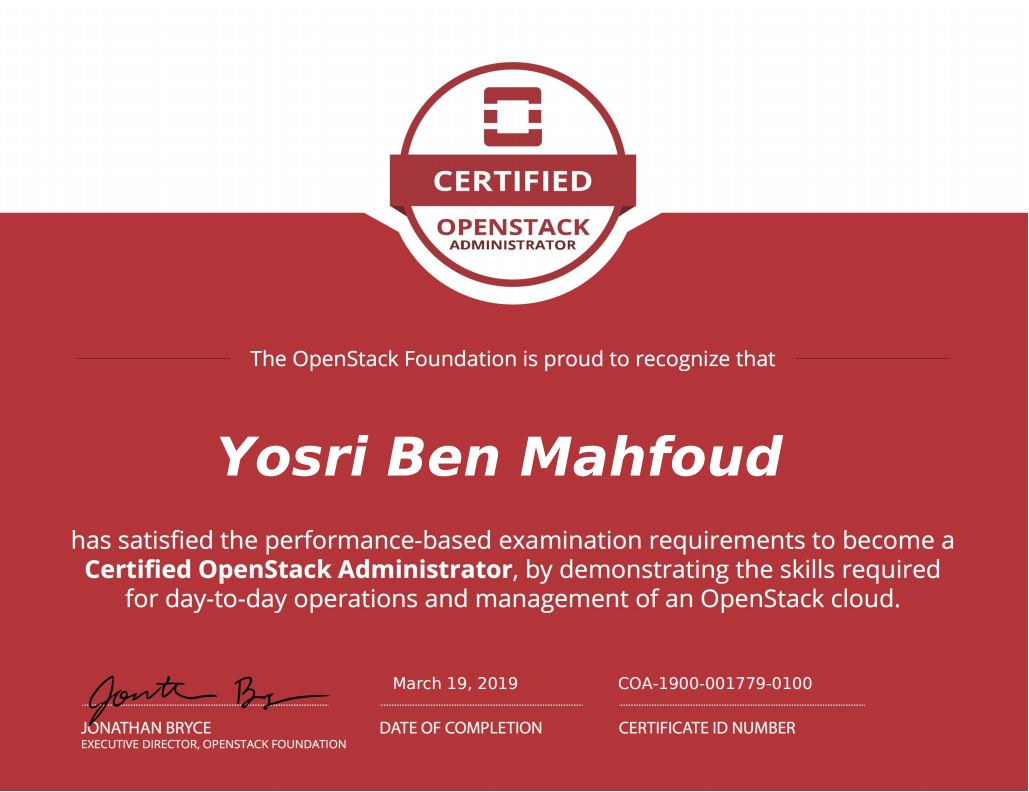 CERTIFIED
OPENSTACK
ADMINISTRATOR
The OpenStack Foundation is proud to recognize that
Yosri Ben Mahfoud
has satisfied the performance-based examination requirements to become a
Certified OpenStack Administrator, by demonstrating the skills required
for day-to-day operations and management of an OpenStack cloud.
March 19, 2019
COA-1900-001779-0100
JONATHAN BRYCE
DATE OF COMPLETION
CERTIFICATE ID NUMBER
EXECUTIVE DIRECTOR, OPENSTACK FOUNDATION